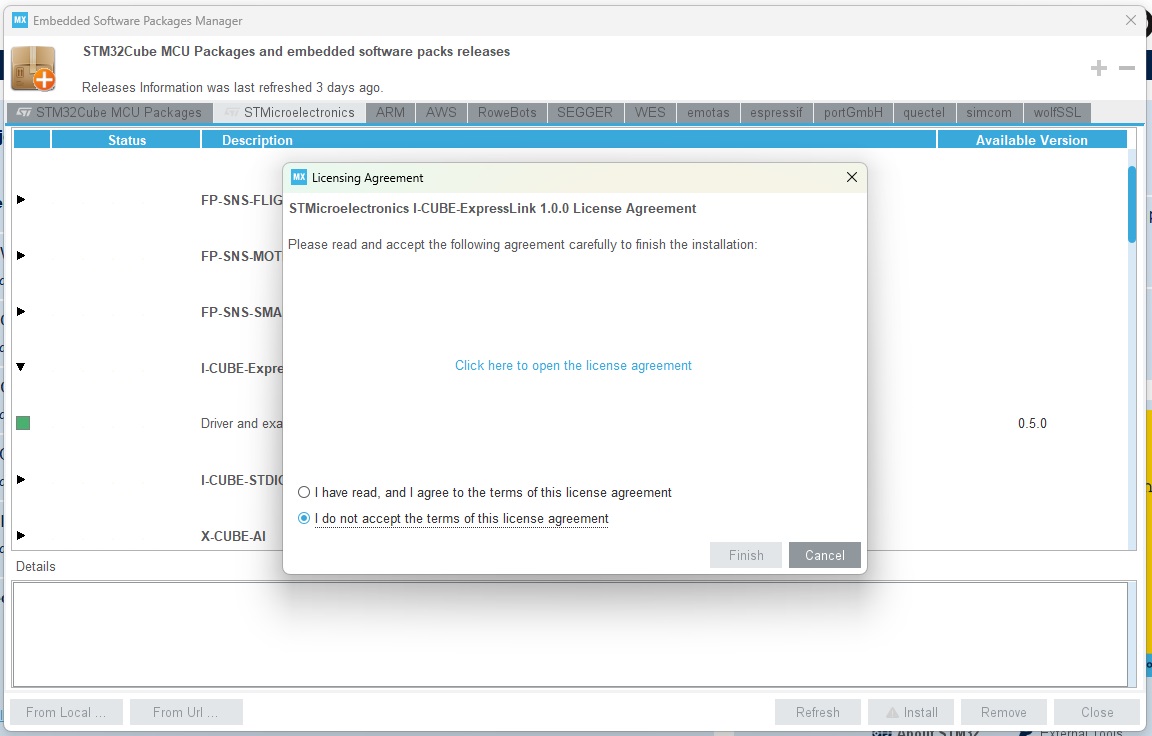 MX Embedded Software Packages Manager
STM32Cube MCU Packages and embedded software packs releases
Releases Information was last refreshed 3 days ago.
STM32Cube MCU Packages STMicroelectronics ARM AWS RoweBots SEGGER WES emotas espressif portGmbH quectel simcom wolfSSL
Status Description Available Version
FP-SNS-FLIG
FP-SNS-MOT
FP-SNS-SMA
I-CUBE-Expre
Driver and exa 0.5.0
I-CUBE-STDIO
X-CUBE-AI
MX Licensing Agreement
STMicroelectronics I-CUBE-ExpressLink 1.0.0 License Agreement
Please read and accept the following agreement carefully to finish the installation:
Click here to open the license agreement
I have read, and I agree to the terms of this license agreement
I do not accept the terms of this license agreement
Finish Cancel
Details
From Local ... From Url ... Refresh Install Remove Close
About STM32 External Tools